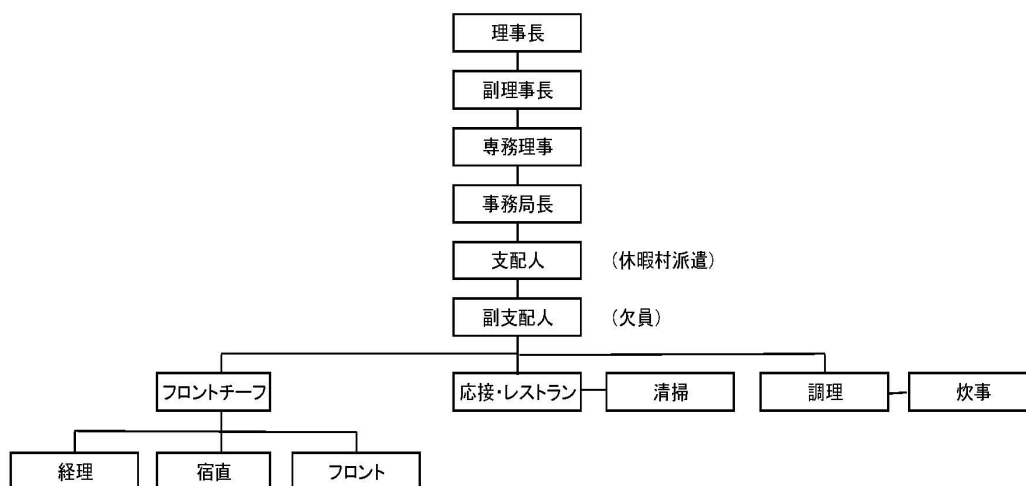 理事長
副理事長
専務理事
事務局長
支配人 (休暇村派遣)
副支配人 (欠員)
フロントチーフ 応接・レストラン 清掃 調理 炊事
経理 宿直 フロント